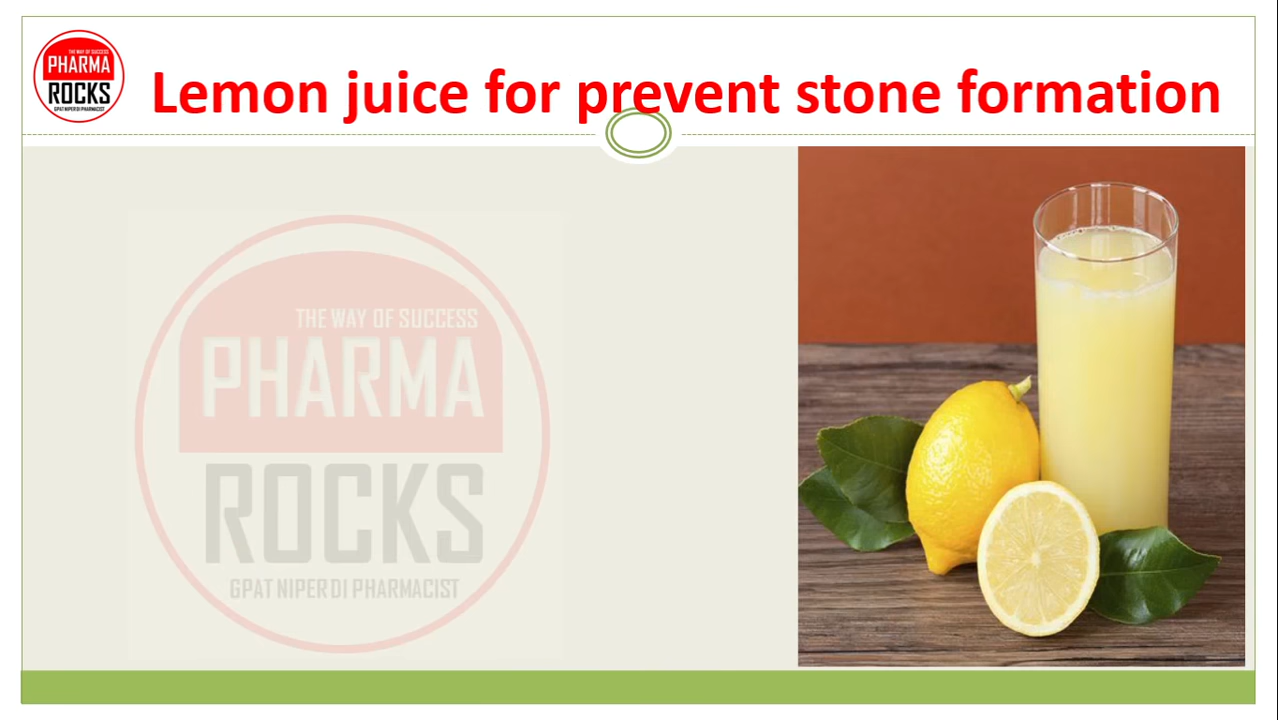 THE WAY OF SUCCESS
PHARMA
ROCKS
GPAT NIPER DI PHARMACIST
Lemon juice for prevent stone formation
THE WAY OF SUCCESS
PHARMA
ROCKS
GPAT NIPER DI PHARMACIST